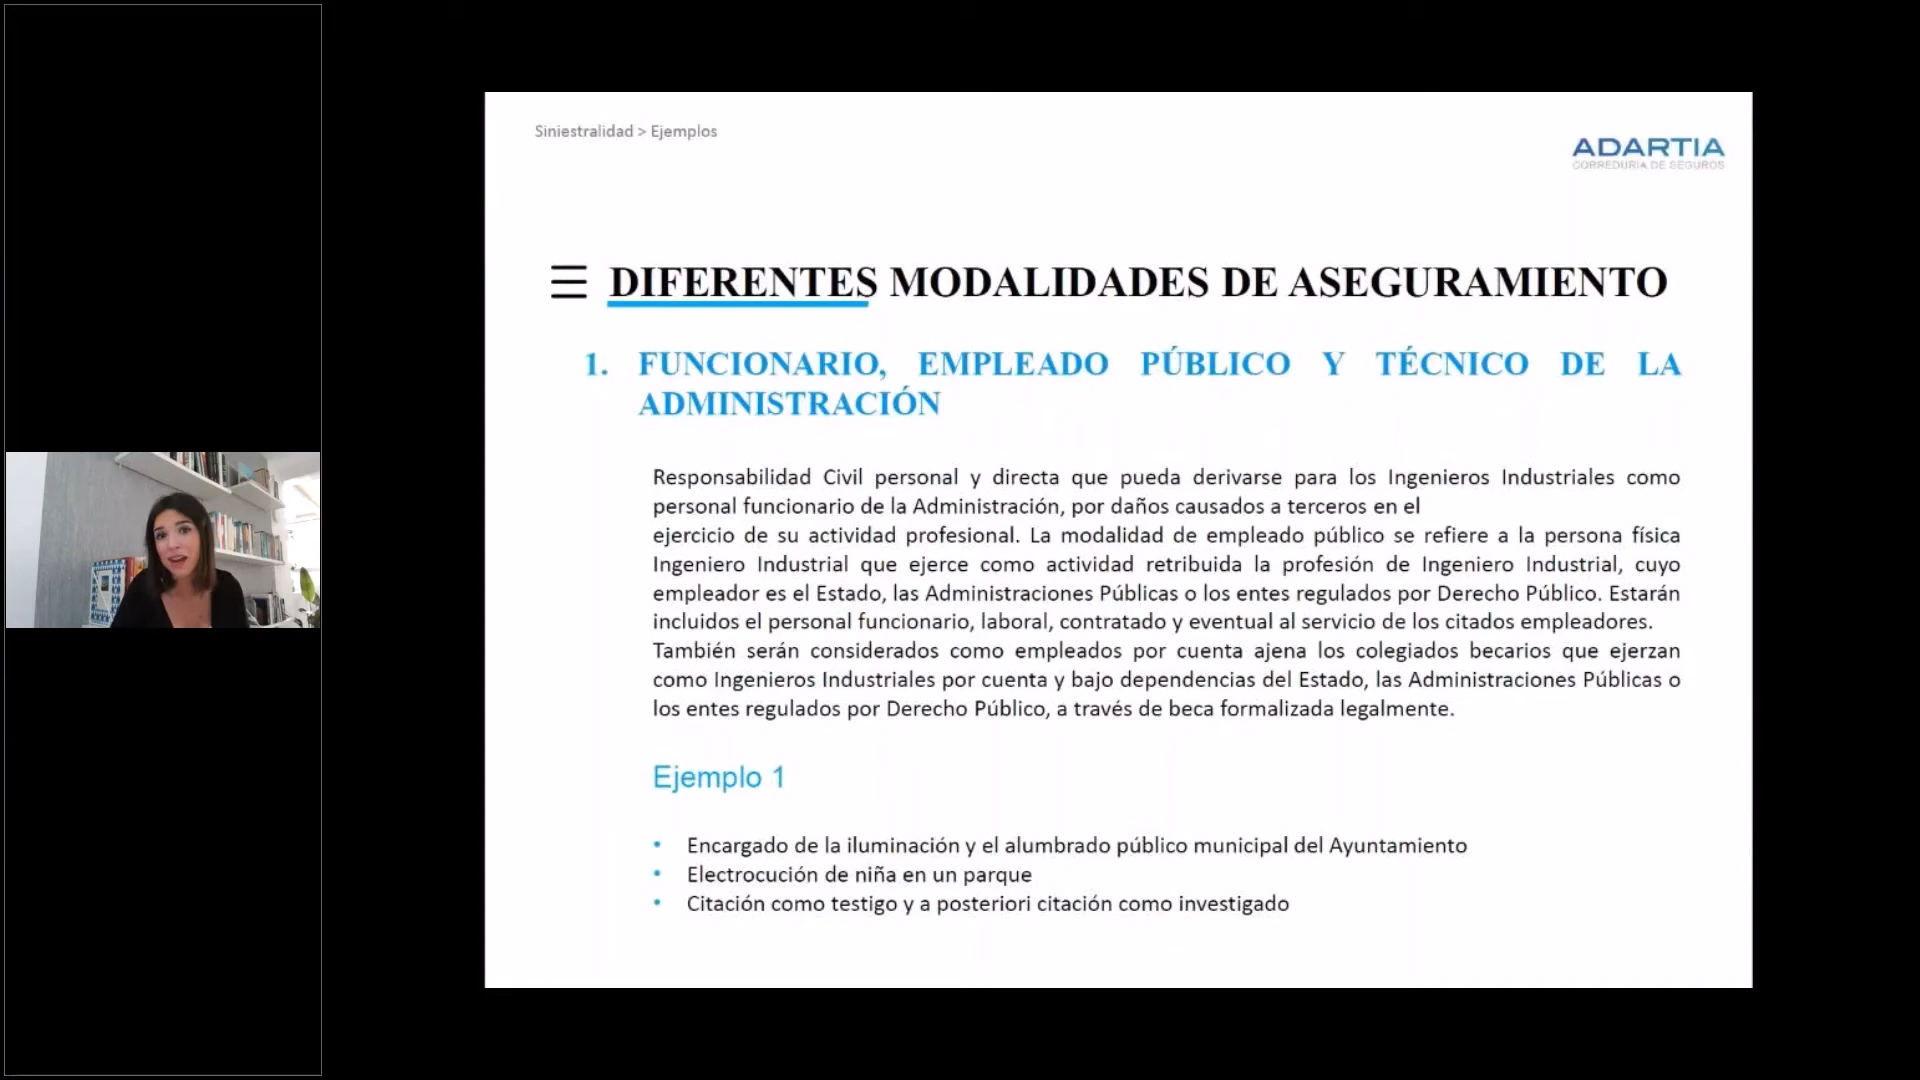 Siniestralidad > Ejemplos
ADARTIA
CORREDURÍA DE SEGUROS
DIFERENTES MODALIDADES DE ASEGURAMIENTO
1. FUNCIONARIO, EMPLEADO PÚBLICO Y TÉCNICO DE LA
ADMINISTRACIÓN
Responsabilidad Civil personal y directa que pueda derivarse para los Ingenieros Industriales como
personal funcionario de la Administración, por daños causados a terceros en el
ejercicio de su actividad profesional. La modalidad de empleado público se refiere a la persona física
Ingeniero Industrial que ejerce como actividad retribuida la profesión de Ingeniero Industrial, cuyo
empleador es el Estado, las Administraciones Públicas o los entes regulados por Derecho Público. Estarán
incluidos el personal funcionario, laboral, contratado y eventual al servicio de los citados empleadores.
También serán considerados como empleados por cuenta ajena los colegiados becarios que ejerzan
como Ingenieros Industriales por cuenta y bajo dependencias del Estado, las Administraciones Públicas o
los entes regulados por Derecho Público, a través de beca formalizada legalmente.
Ejemplo 1
• Encargado de la iluminación y el alumbrado público municipal del Ayuntamiento
• Electrocución de niña en un parque
• Citación como testigo y a posteriori citación como investigado